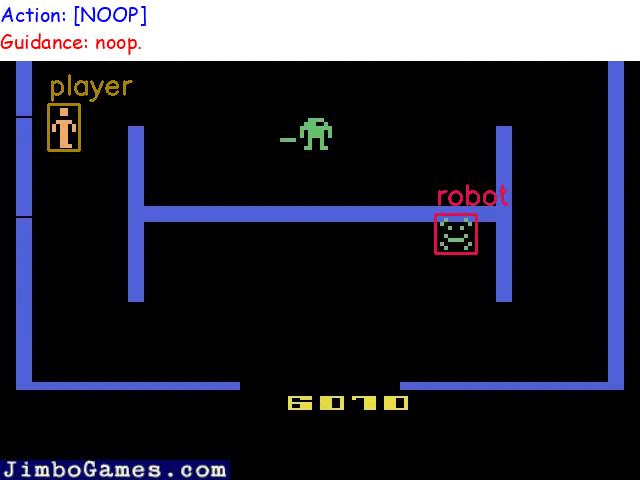 Action: [NOOP]
Guidance: noop.
player
robot
6070
JimboGames.com